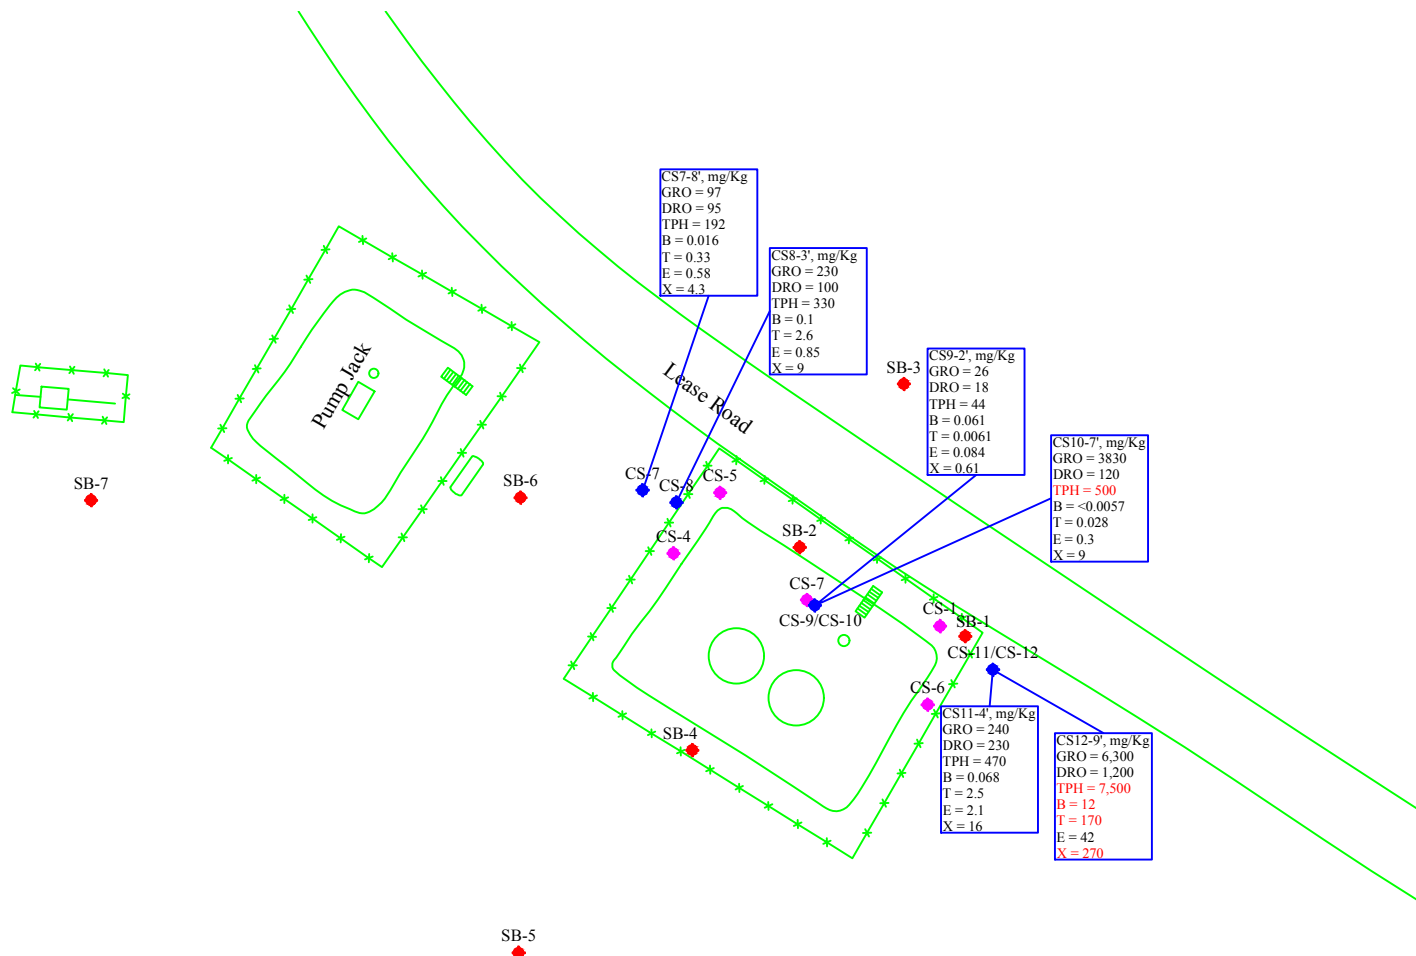 CS7-8', mg/Kg
GRO = 97
DRO = 95
TPH = 192
B = 0.016
T = 0.33
E = 0.58
X = 4.3
CS8-3', mg/Kg
GRO = 230
DRO = 100
TPH = 330
B = 0.1
T = 2.6
E = 0.85
X = 9
CS9-2', mg/Kg
GRO = 26
DRO = 18
TPH = 44
B = 0.061
T = 0.0061
E = 0.084
X = 0.61
CS10-7', mg/Kg
GRO = 3830
DRO = 120
TPH = 500
B = <0.0057
T = 0.028
E = 0.3
X = 9
Pump Jack
Lease Road
SB-3
SB-7
SB-6
CS-7
CS-8
CS-5
CS-4
SB-2
CS-7
CS-9/CS-10
CS-1
SB-1
CS-11/CS-12
CS-6
SB-4
CS11-4', mg/Kg
GRO = 240
DRO = 230
TPH = 470
B = 0.068
T = 2.5
E = 2.1
X = 16
CS12-9', mg/Kg
GRO = 6,300
DRO = 1,200
TPH = 7,500
B = 12
T = 170
E = 42
X = 270
SB-5